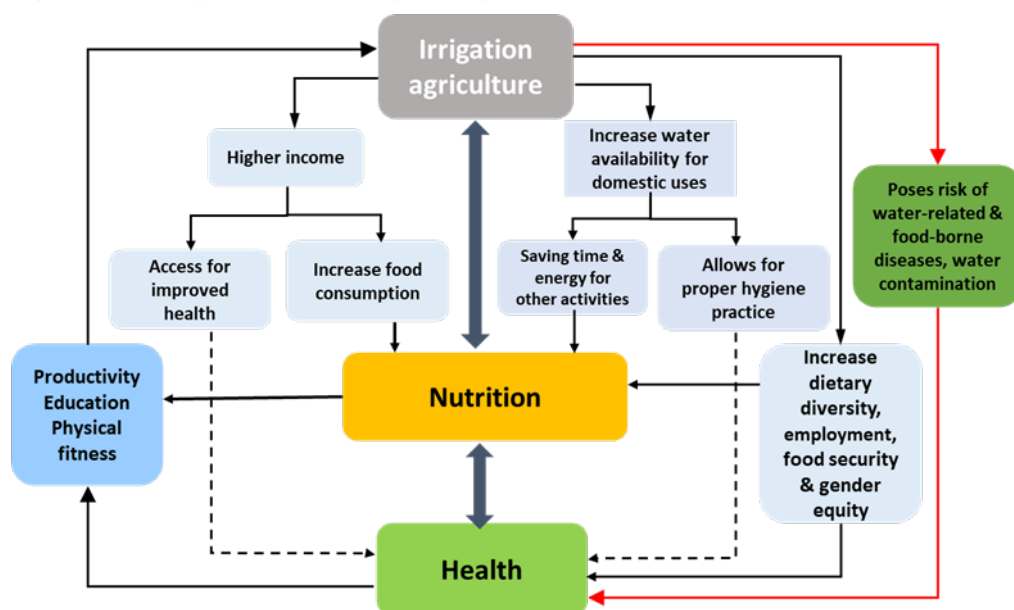 Irrigation
agriculture
Higher income
Increase water
availability for
domestic uses
Poses risk of
water-related &
food-borne
diseases, water
contamination
Access for
improved
health
Increase food
consumption
Saving time &
energy for
other activities
Allows for
proper hygiene
practice
Productivity
Education
Physical
fitness
Nutrition
Increase
dietary
diversity,
employment,
food security
& gender
equity
Health